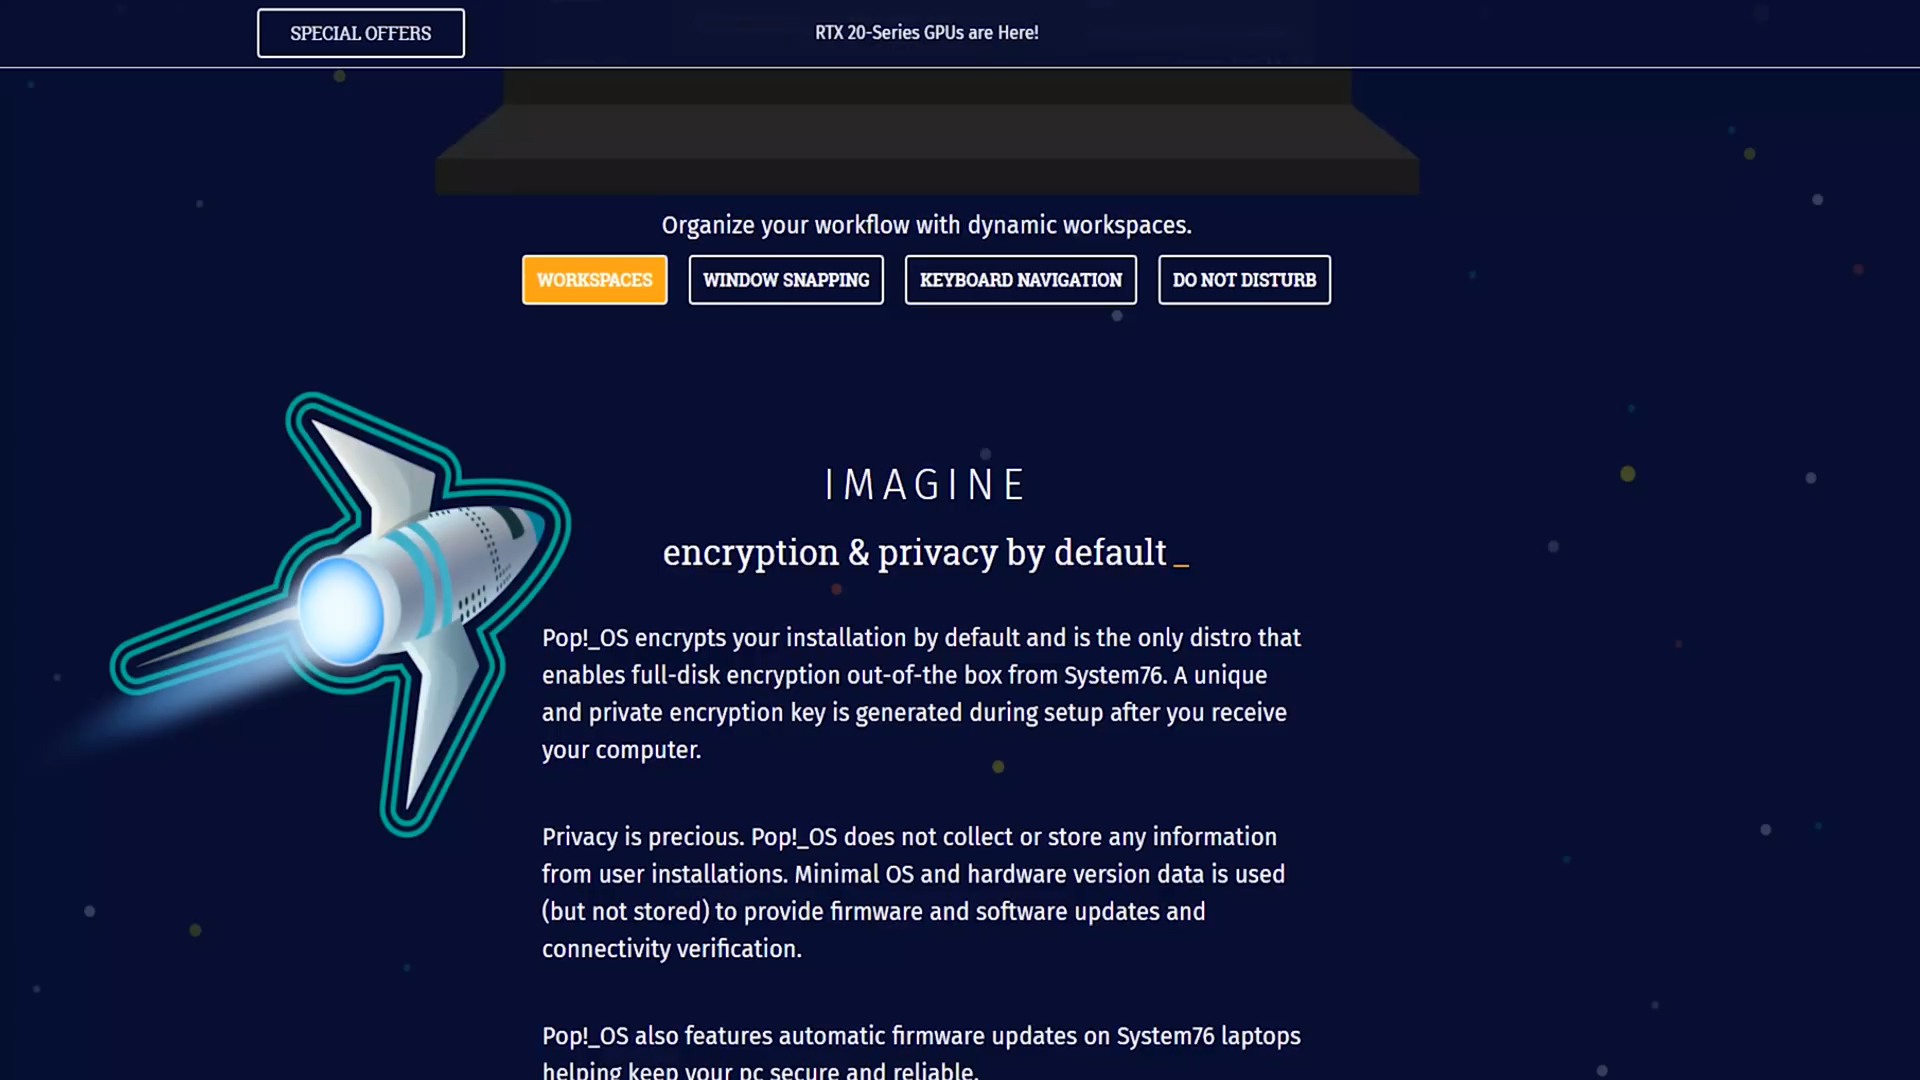 SPECIAL OFFERS
RTX 20-Series GPUs are Here!
Organize your workflow with dynamic workspaces.
WORKSPACES
WINDOW SNAPPING
KEYBOARD NAVIGATION
DO NOT DISTURB
IMAGINE
encryption & privacy by default _
Pop!_OS encrypts your installation by default and is the only distro that
enables full-disk encryption out-of-the box from System76. A unique
and private encryption key is generated during setup after you receive
your computer.
Privacy is precious. Pop!_OS does not collect or store any information
from user installations. Minimal OS and hardware version data is used
(but not stored) to provide firmware and software updates and
connectivity verification.
Pop!_OS also features automatic firmware updates on System76 laptops
helping keep your pc secure and reliable.